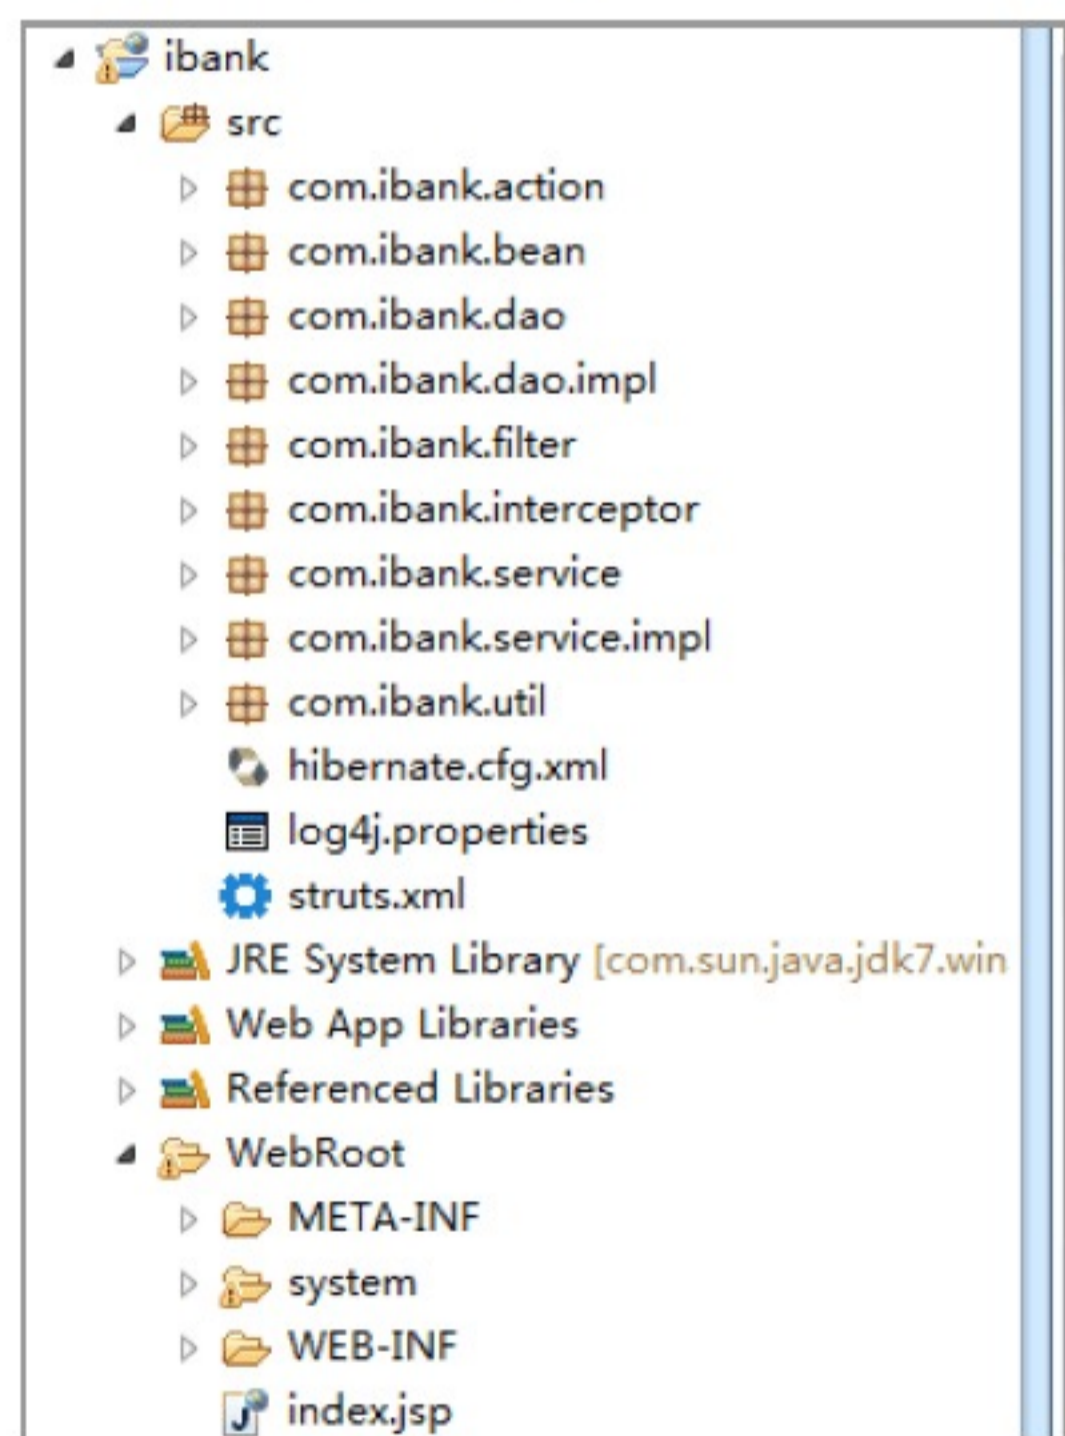 ibank
src
com.ibank.action
com.ibank.bean
com.ibank.dao
com.ibank.dao.impl
com.ibank.filter
com.ibank.interceptor
com.ibank.service
com.ibank.service.impl
com.ibank.util
hibernate.cfg.xml
log4j.properties
struts.xml
JRE System Library [com.sun.java.jdk7.win
Web App Libraries
Referenced Libraries
WebRoot
META-INF
system
WEB-INF
index.jsp